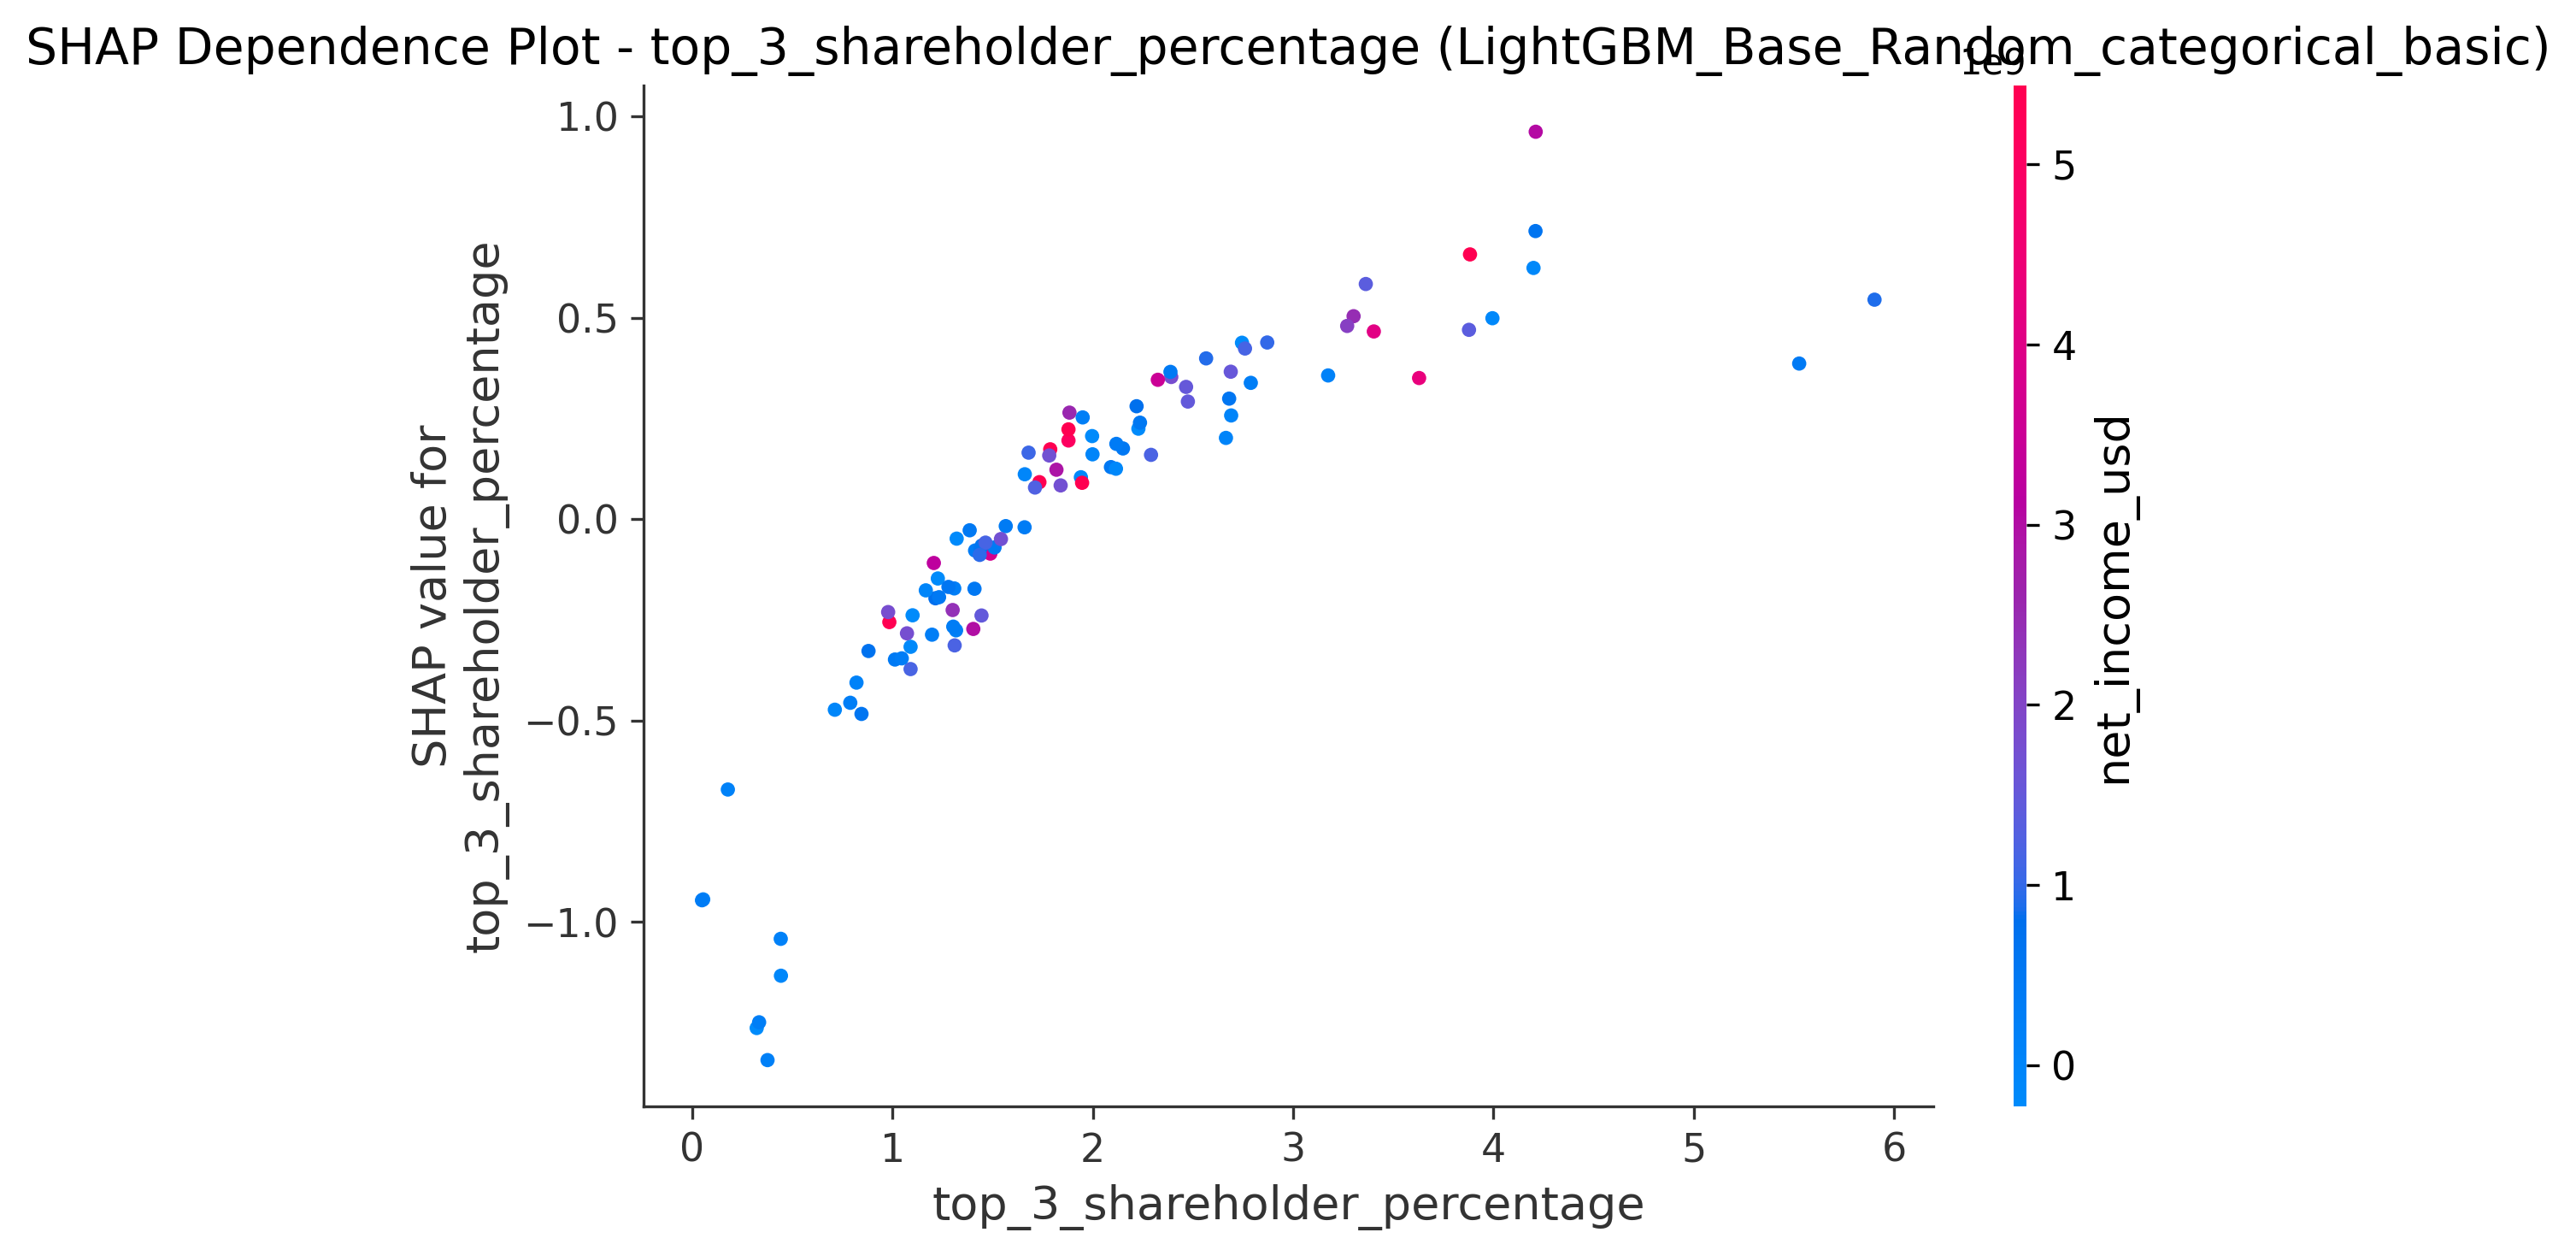 SHAP Dependence Plot - top_3_shareholder_percentage (LightGBM_Base_Random_categorical_basic)
1e9
1.0
0.5
0.0
−0.5
−1.0
SHAP value for
top_3_shareholder_percentage
0 1 2 3 4 5 6
top_3_shareholder_percentage
5
4
3
2
1
0
net_income_usd